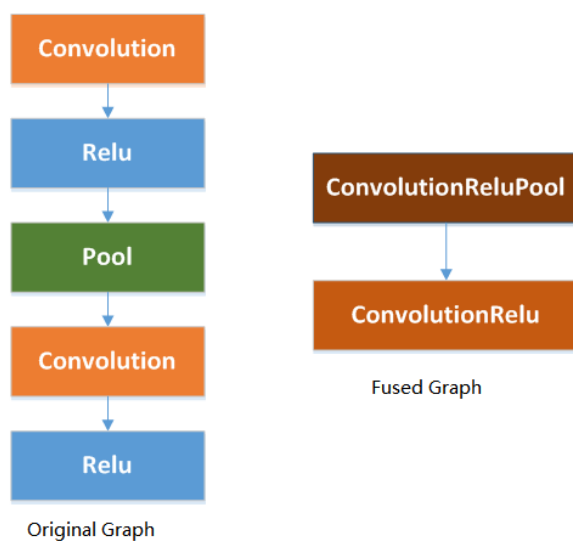 Convolution
Relu
Pool
Convolution
Relu
Original Graph
ConvolutionReluPool
ConvolutionRelu
Fused Graph